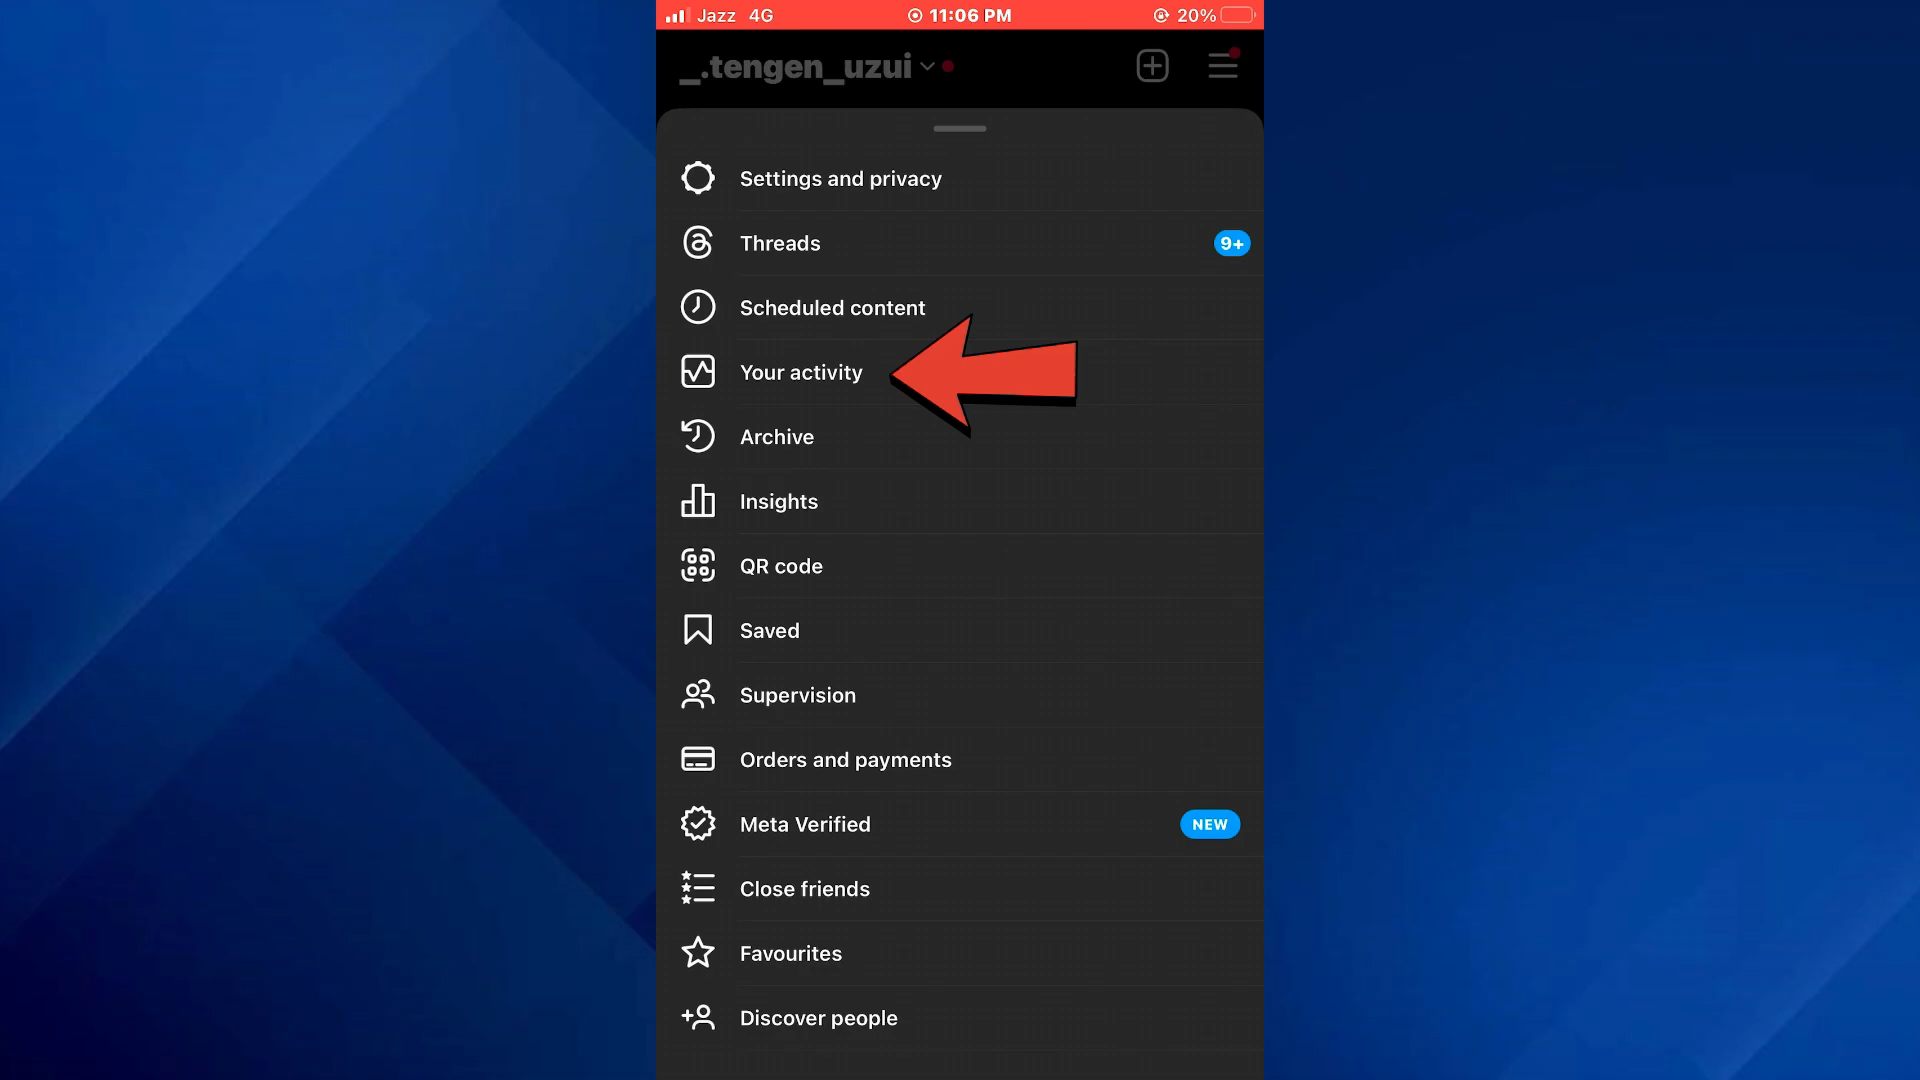 Jazz 4G 11:06 PM 20%
_.tengen_uzui
Settings and privacy
Threads 9+
Scheduled content
Your activity
Archive
Insights
QR code
Saved
Supervision
Orders and payments
Meta Verified NEW
Close friends
Favourites
Discover people